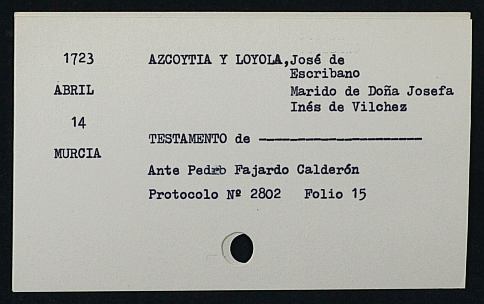 1723 AZCOYTIA Y LOYOLA,José de
Escribano
ABRIL Marido de Doña Josefa
Inés de Vilchez
14
TESTAMENTO de ---------------------
MURCIA
Ante Pedro Fajardo Calderón
Protocolo Nº 2802 Folio 15